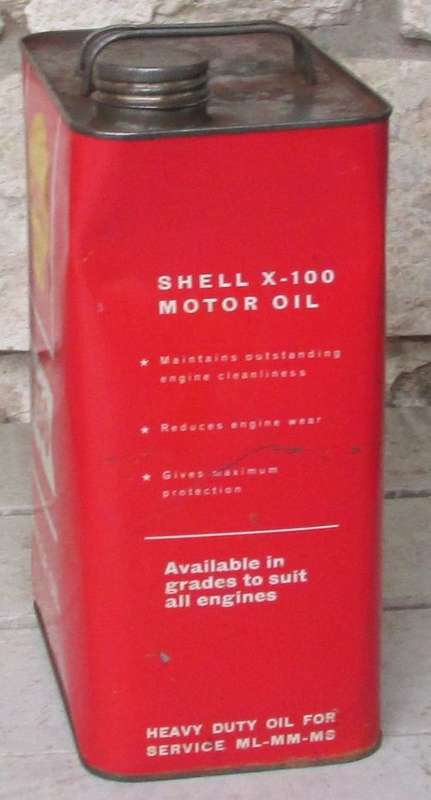 SHELL X-100
MOTOR OIL
★ Maintains outstanding
engine cleanliness
★ Reduces engine wear
★ Gives maximum
protection
Available in
grades to suit
all engines
HEAVY DUTY OIL FOR
SERVICE ML-MM-MS